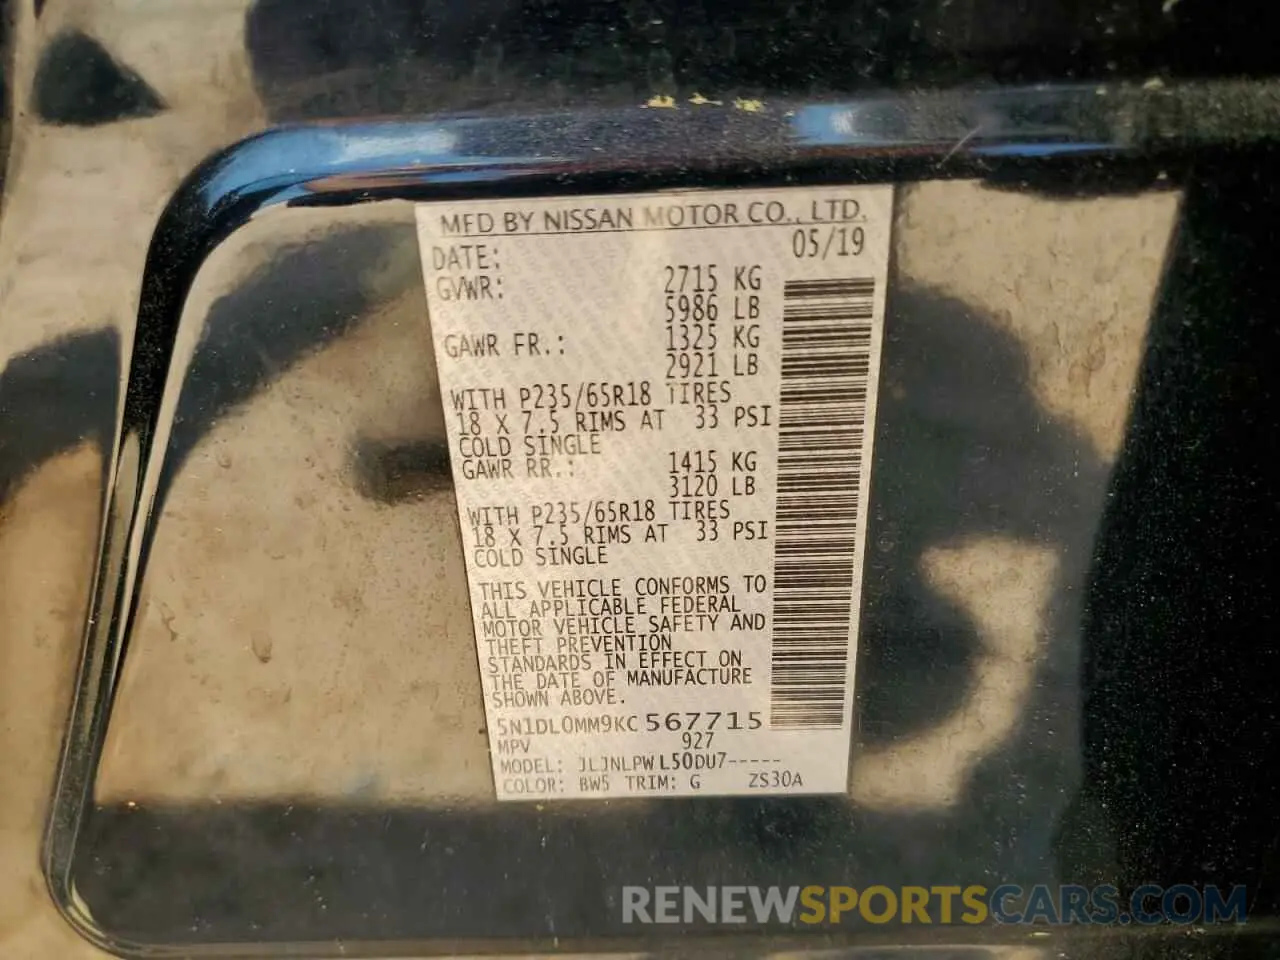 MFD BY NISSAN MOTOR CO., LTD.
DATE: 05/19
GVWR: 2715 KG
5986 LB
GAWR FR.: 1325 KG
2921 LB
WITH P235/65R18 TIRES
18 X 7.5 RIMS AT 33 PSI
COLD SINGLE
GAWR RR.: 1415 KG
3120 LB
WITH P235/65R18 TIRES
18 X 7.5 RIMS AT 33 PSI
COLD SINGLE
THIS VEHICLE CONFORMS TO
ALL APPLICABLE FEDERAL
MOTOR VEHICLE SAFETY AND
THEFT PREVENTION
STANDARDS IN EFFECT ON
THE DATE OF MANUFACTURE
SHOWN ABOVE.
5N1DL0MM9KC567715
MPV 927
MODEL: JLJNLPWL50DU7-----
COLOR: BW5 TRIM: G ZS30A
RENEWSPORTSCARS.COM